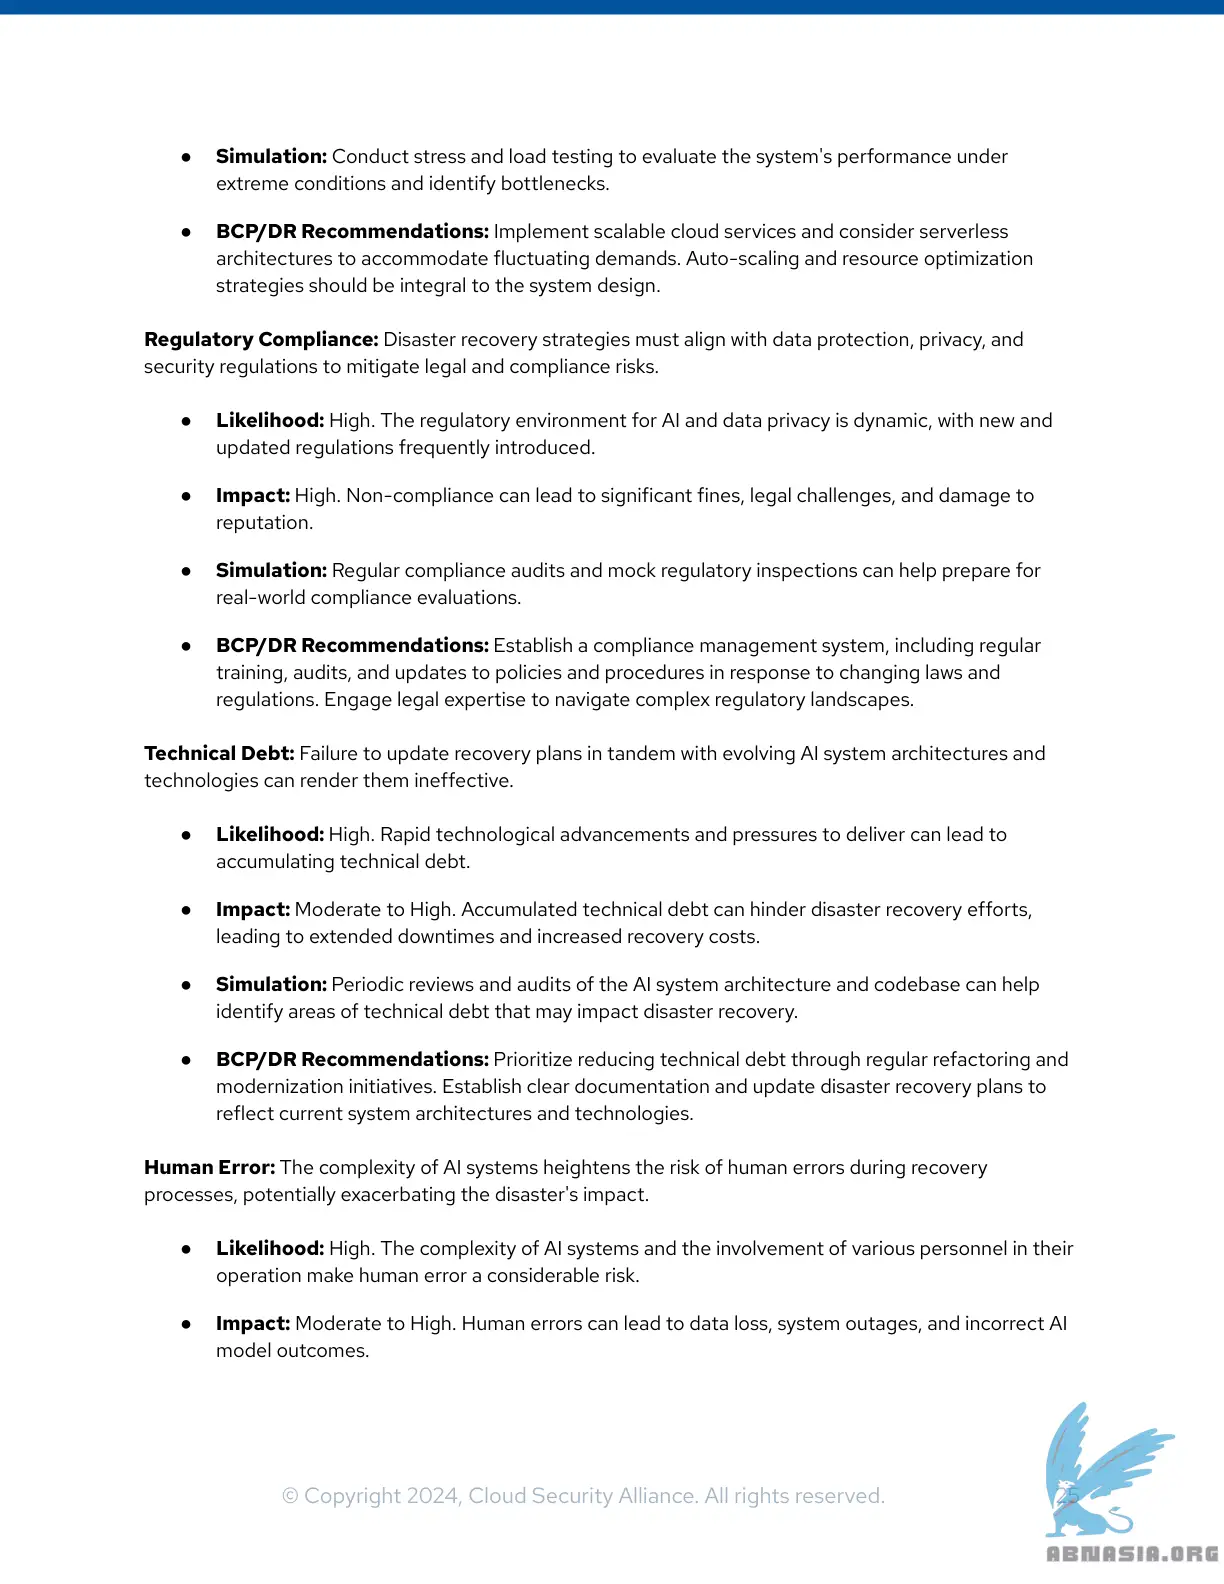 ● Simulation: Conduct stress and load testing to evaluate the system's performance under
extreme conditions and identify bottlenecks.
● BCP/DR Recommendations: Implement scalable cloud services and consider serverless
architectures to accommodate fluctuating demands. Auto-scaling and resource optimization
strategies should be integral to the system design.
Regulatory Compliance: Disaster recovery strategies must align with data protection, privacy, and
security regulations to mitigate legal and compliance risks.
● Likelihood: High. The regulatory environment for AI and data privacy is dynamic, with new and
updated regulations frequently introduced.
● Impact: High. Non-compliance can lead to significant fines, legal challenges, and damage to
reputation.
● Simulation: Regular compliance audits and mock regulatory inspections can help prepare for
real-world compliance evaluations.
● BCP/DR Recommendations: Establish a compliance management system, including regular
training, audits, and updates to policies and procedures in response to changing laws and
regulations. Engage legal expertise to navigate complex regulatory landscapes.
Technical Debt: Failure to update recovery plans in tandem with evolving AI system architectures and
technologies can render them ineffective.
● Likelihood: High. Rapid technological advancements and pressures to deliver can lead to
accumulating technical debt.
● Impact: Moderate to High. Accumulated technical debt can hinder disaster recovery efforts,
leading to extended downtimes and increased recovery costs.
● Simulation: Periodic reviews and audits of the AI system architecture and codebase can help
identify areas of technical debt that may impact disaster recovery.
● BCP/DR Recommendations: Prioritize reducing technical debt through regular refactoring and
modernization initiatives. Establish clear documentation and update disaster recovery plans to
reflect current system architectures and technologies.
Human Error: The complexity of AI systems heightens the risk of human errors during recovery
processes, potentially exacerbating the disaster's impact.
● Likelihood: High. The complexity of AI systems and the involvement of various personnel in their
operation make human error a considerable risk.
● Impact: Moderate to High. Human errors can lead to data loss, system outages, and incorrect AI
model outcomes.
© Copyright 2024, Cloud Security Alliance. All rights reserved.
25
ABNASIA.ORG